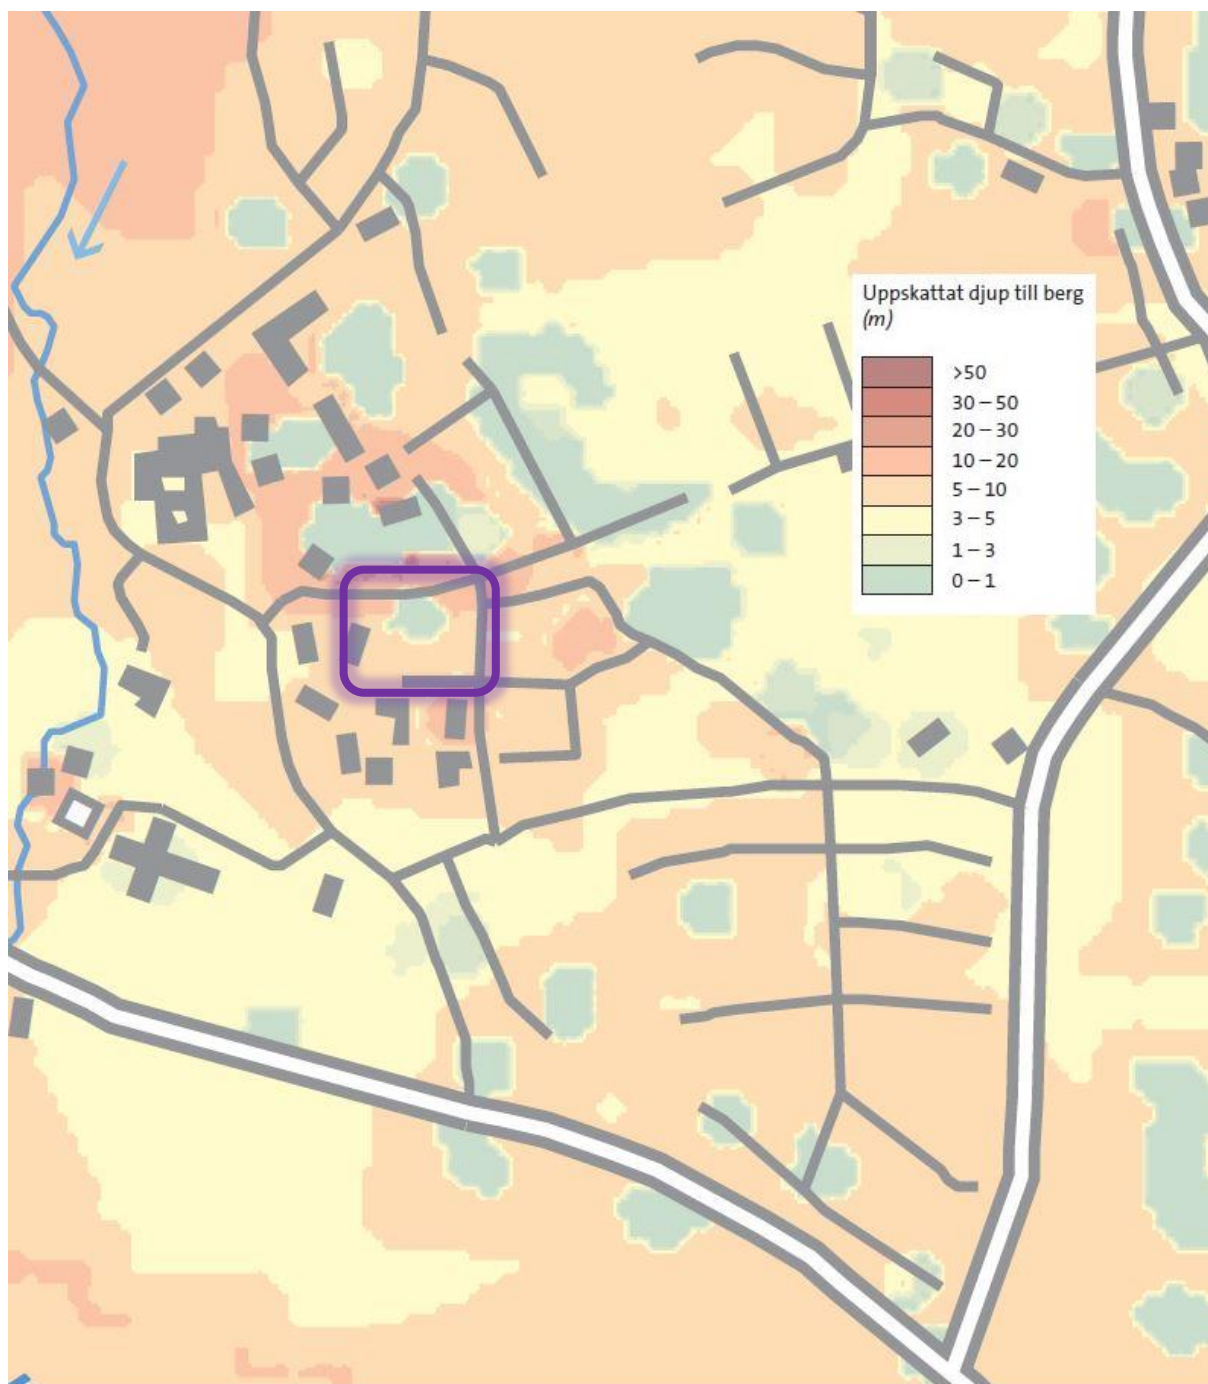 Uppskattat djup till berg
(m)
>50
30 – 50
20 – 30
10 – 20
5 – 10
3 – 5
1 – 3
0 – 1